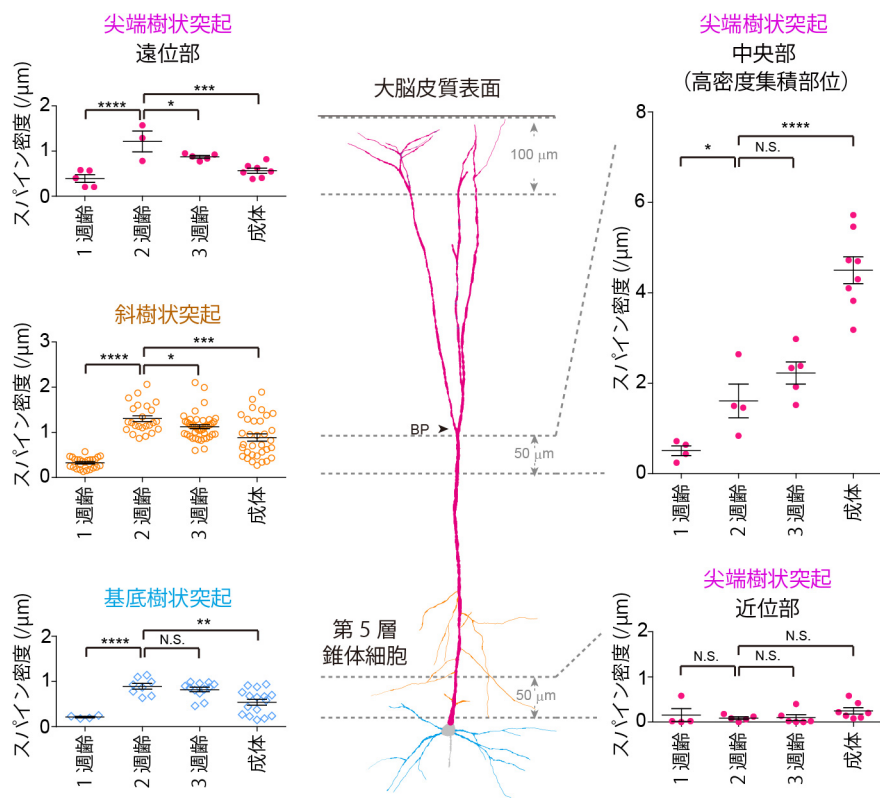 尖端樹状突起
遠位部
スパイン密度 (/μm)
2
1
0
****
*
***
1 週齢
2 週齢
3 週齢
成体
斜樹状突起
スパイン密度 (/μm)
3
2
1
0
****
*
***
1 週齢
2 週齢
3 週齢
成体
基底樹状突起
スパイン密度 (/μm)
2
1
0
****
N.S.
**
1 週齢
2 週齢
3 週齢
成体
大脳皮質表面
100 μm
BP
50 μm
第 5 層
錐体細胞
50 μm
尖端樹状突起
中央部
（高密度集積部位）
スパイン密度 (/μm)
8
6
4
2
0
*
N.S.
****
1 週齢
2 週齢
3 週齢
成体
尖端樹状突起
近位部
スパイン密度 (/μm)
2
1
0
N.S.
N.S.
N.S.
1 週齢
2 週齢
3 週齢
成体